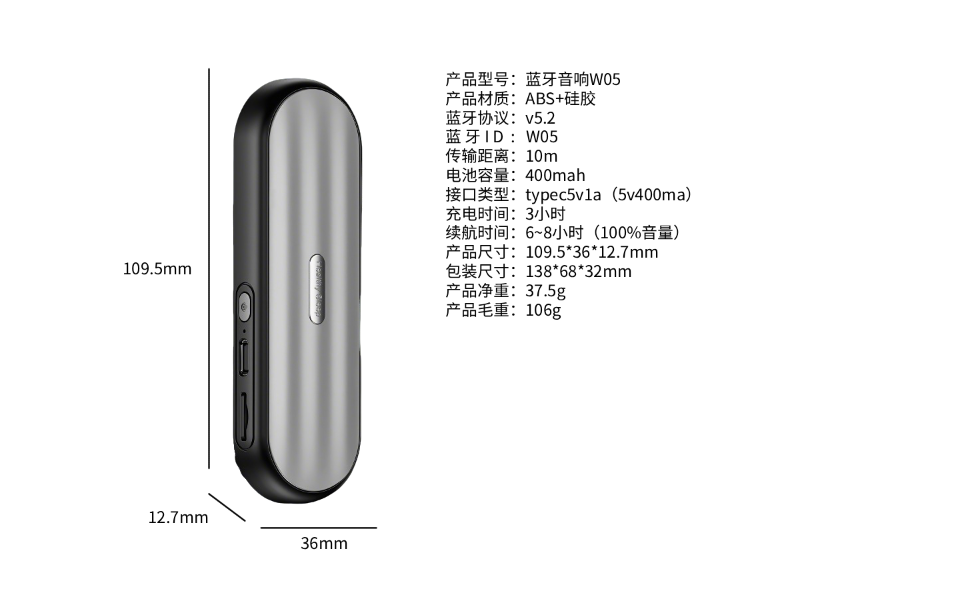 产品型号：蓝牙音响W05
产品材质：ABS+硅胶
蓝牙协议：v5.2
蓝 牙 I D ：W05
传输距离：10m
电池容量：400mah
接口类型：typec5v1a（5v400ma）
充电时间：3小时
续航时间：6~8小时（100%音量）
产品尺寸：109.5*36*12.7mm
包装尺寸：138*68*32mm
产品净重：37.5g
产品毛重：106g
109.5mm
12.7mm
36mm